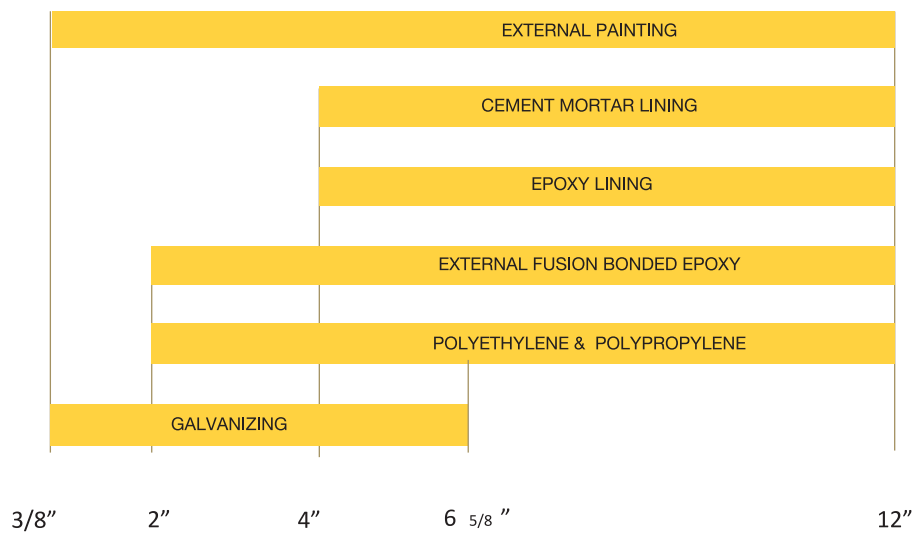 EXTERNAL PAINTING
CEMENT MORTAR LINING
EPOXY LINING
EXTERNAL FUSION BONDED EPOXY
POLYETHYLENE & POLYPROPYLENE
GALVANIZING
3/8” 2” 4” 6 5/8 ” 12”